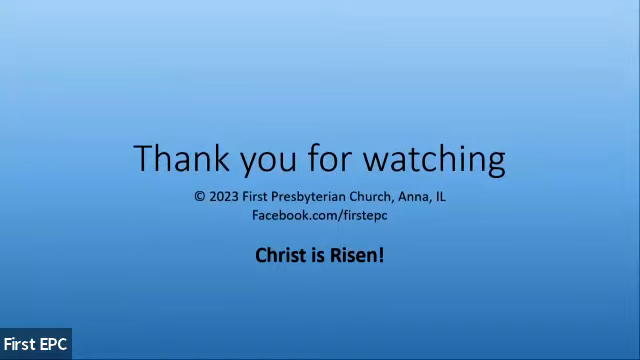 Thank you for watching
© 2023 First Presbyterian Church, Anna, IL
Facebook.com/firstepc
Christ is Risen!
First EPC